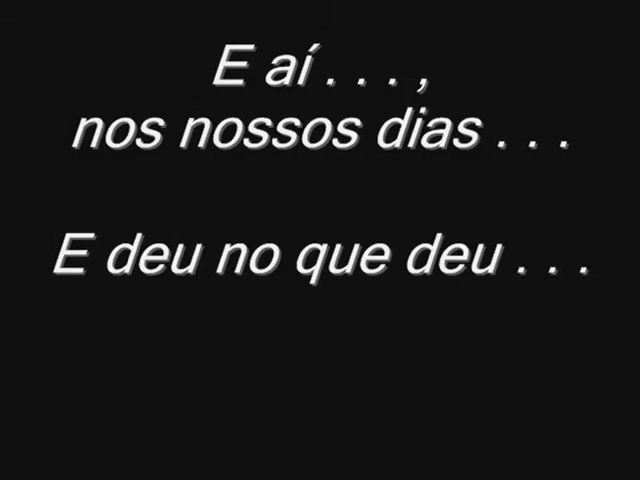 E aí . . . ,
nos nossos dias . . .
E deu no que deu . . .